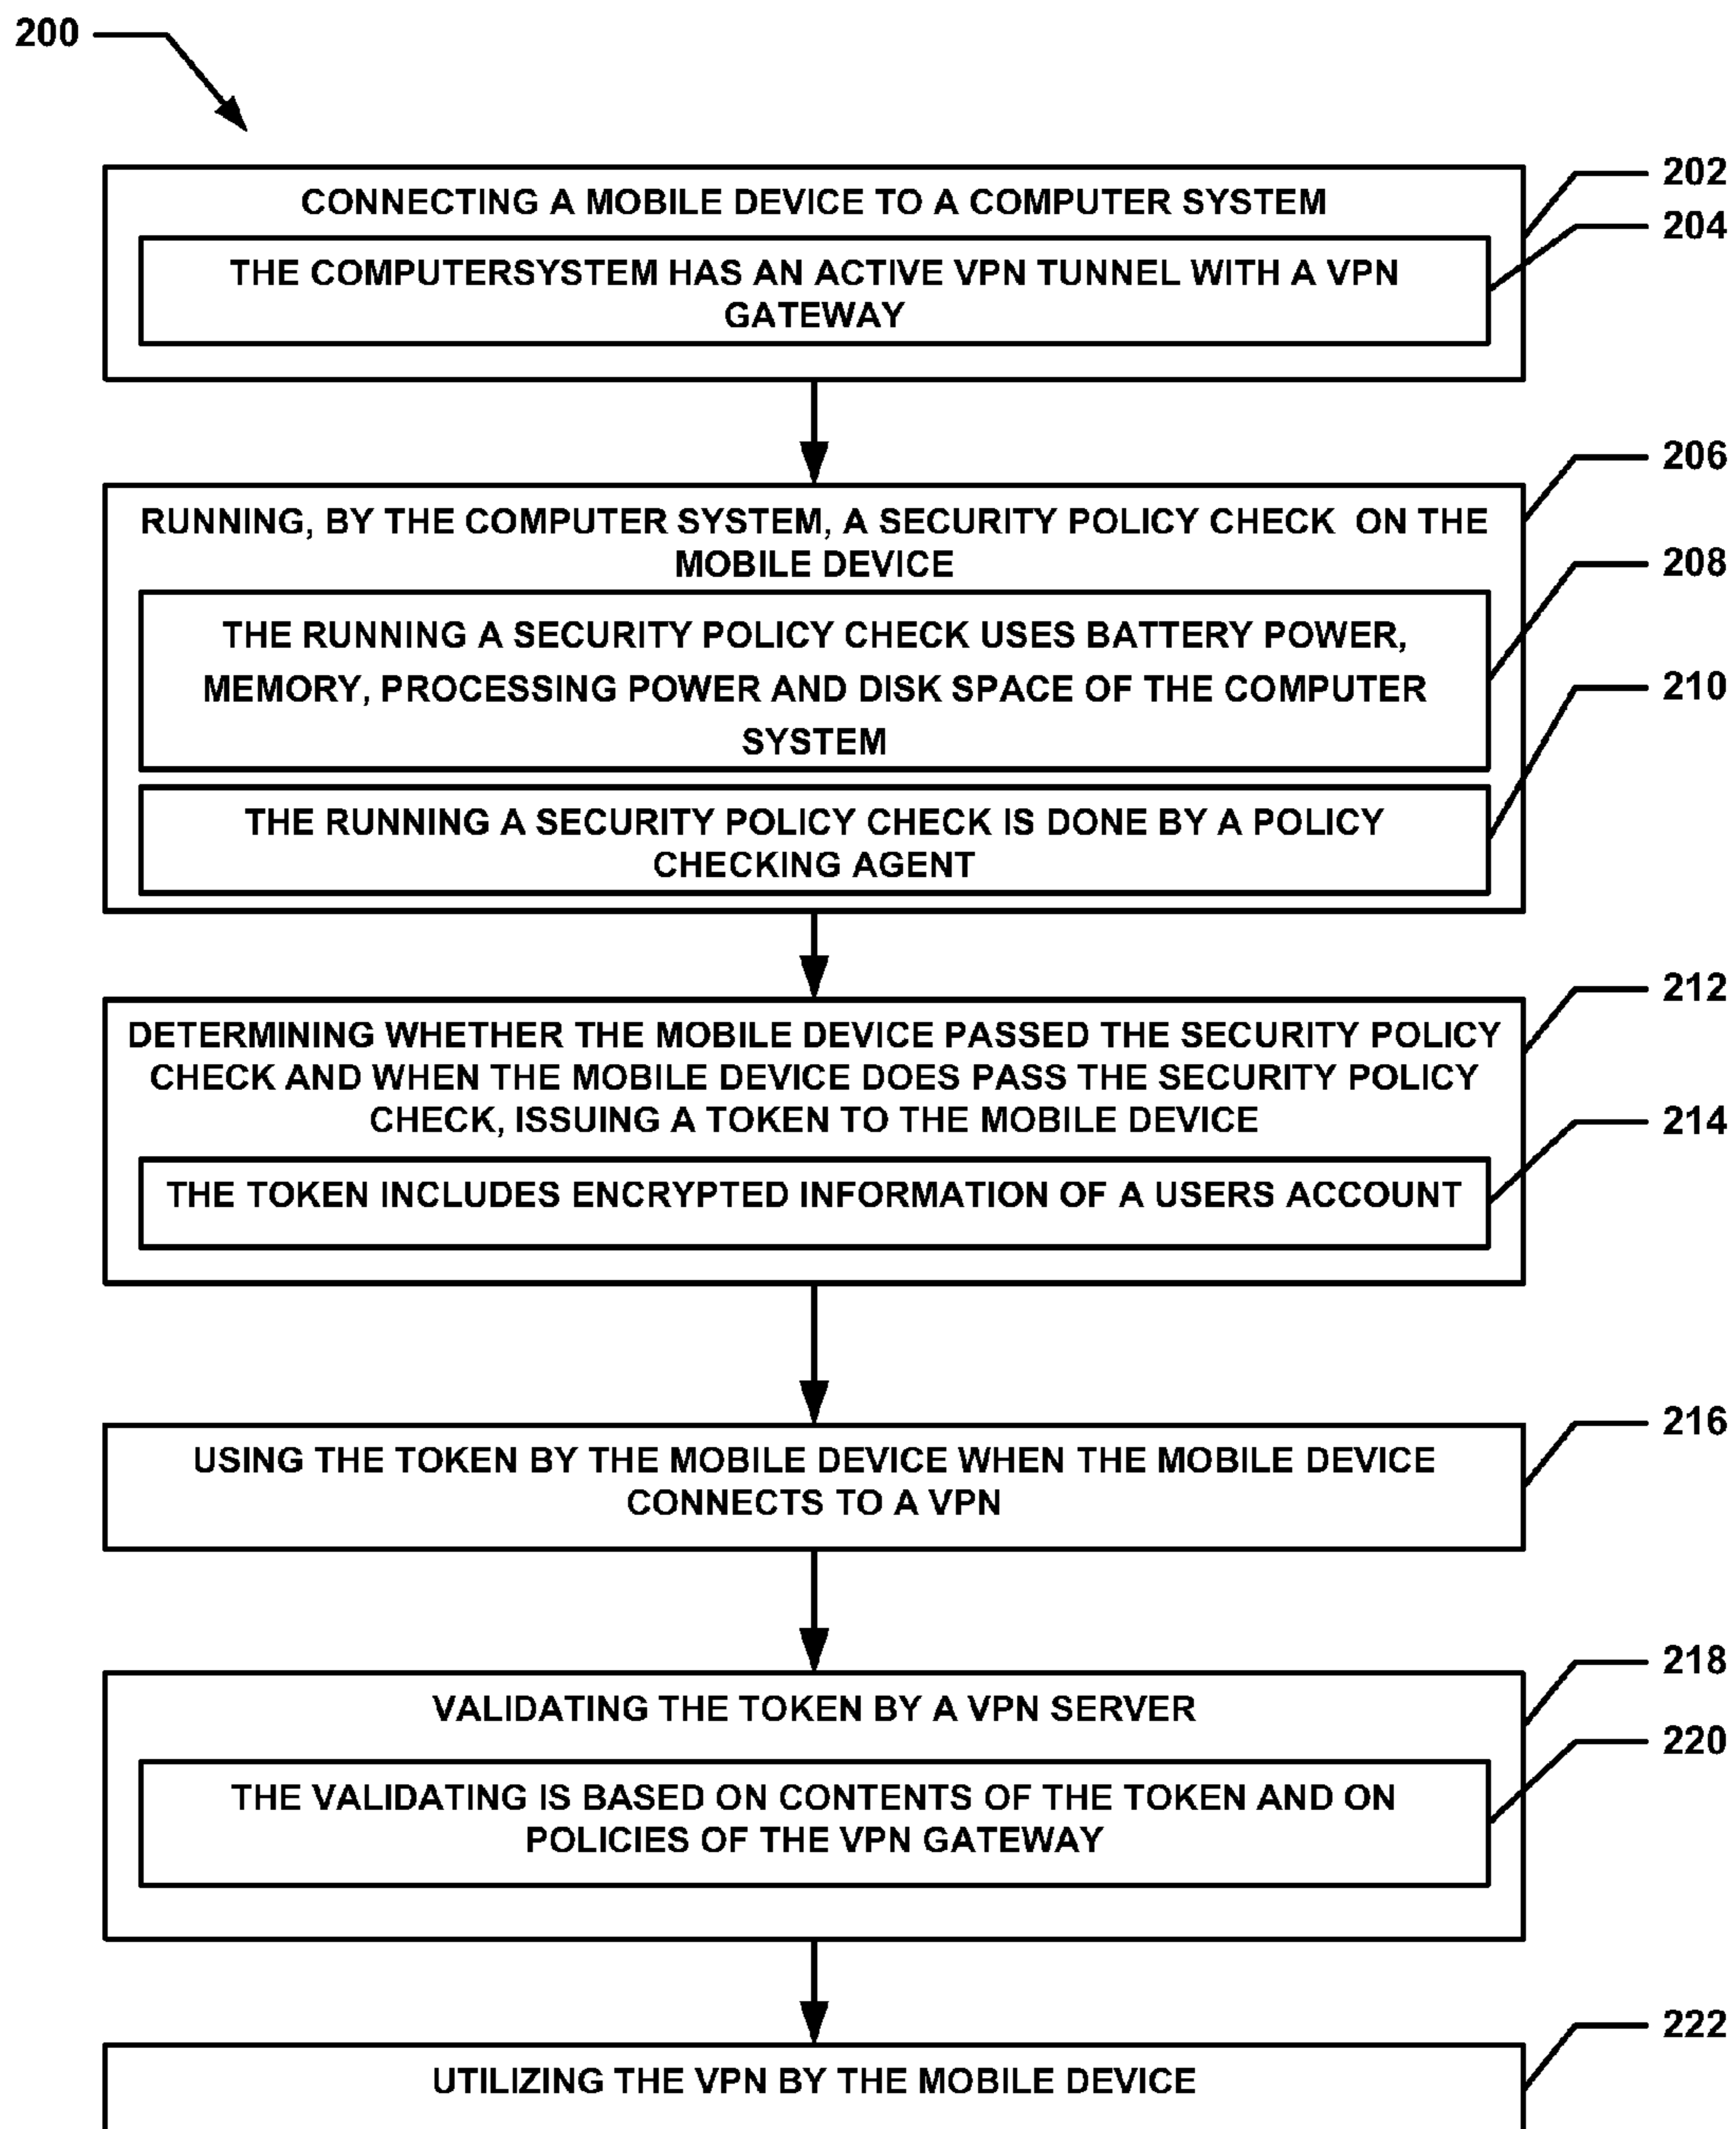 200
202
CONNECTING A MOBILE DEVICE TO A COMPUTER SYSTEM
204
THE COMPUTERSYSTEM HAS AN ACTIVE VPN TUNNEL WITH A VPN
GATEWAY
206
RUNNING, BY THE COMPUTER SYSTEM, A SECURITY POLICY CHECK ON THE
MOBILE DEVICE
208
THE RUNNING A SECURITY POLICY CHECK USES BATTERY POWER,
MEMORY, PROCESSING POWER AND DISK SPACE OF THE COMPUTER
SYSTEM
210
THE RUNNING A SECURITY POLICY CHECK IS DONE BY A POLICY
CHECKING AGENT
212
DETERMINING WHETHER THE MOBILE DEVICE PASSED THE SECURITY POLICY
CHECK AND WHEN THE MOBILE DEVICE DOES PASS THE SECURITY POLICY
CHECK, ISSUING A TOKEN TO THE MOBILE DEVICE
214
THE TOKEN INCLUDES ENCRYPTED INFORMATION OF A USERS ACCOUNT
216
USING THE TOKEN BY THE MOBILE DEVICE WHEN THE MOBILE DEVICE
CONNECTS TO A VPN
218
VALIDATING THE TOKEN BY A VPN SERVER
220
THE VALIDATING IS BASED ON CONTENTS OF THE TOKEN AND ON
POLICIES OF THE VPN GATEWAY
222
UTILIZING THE VPN BY THE MOBILE DEVICE